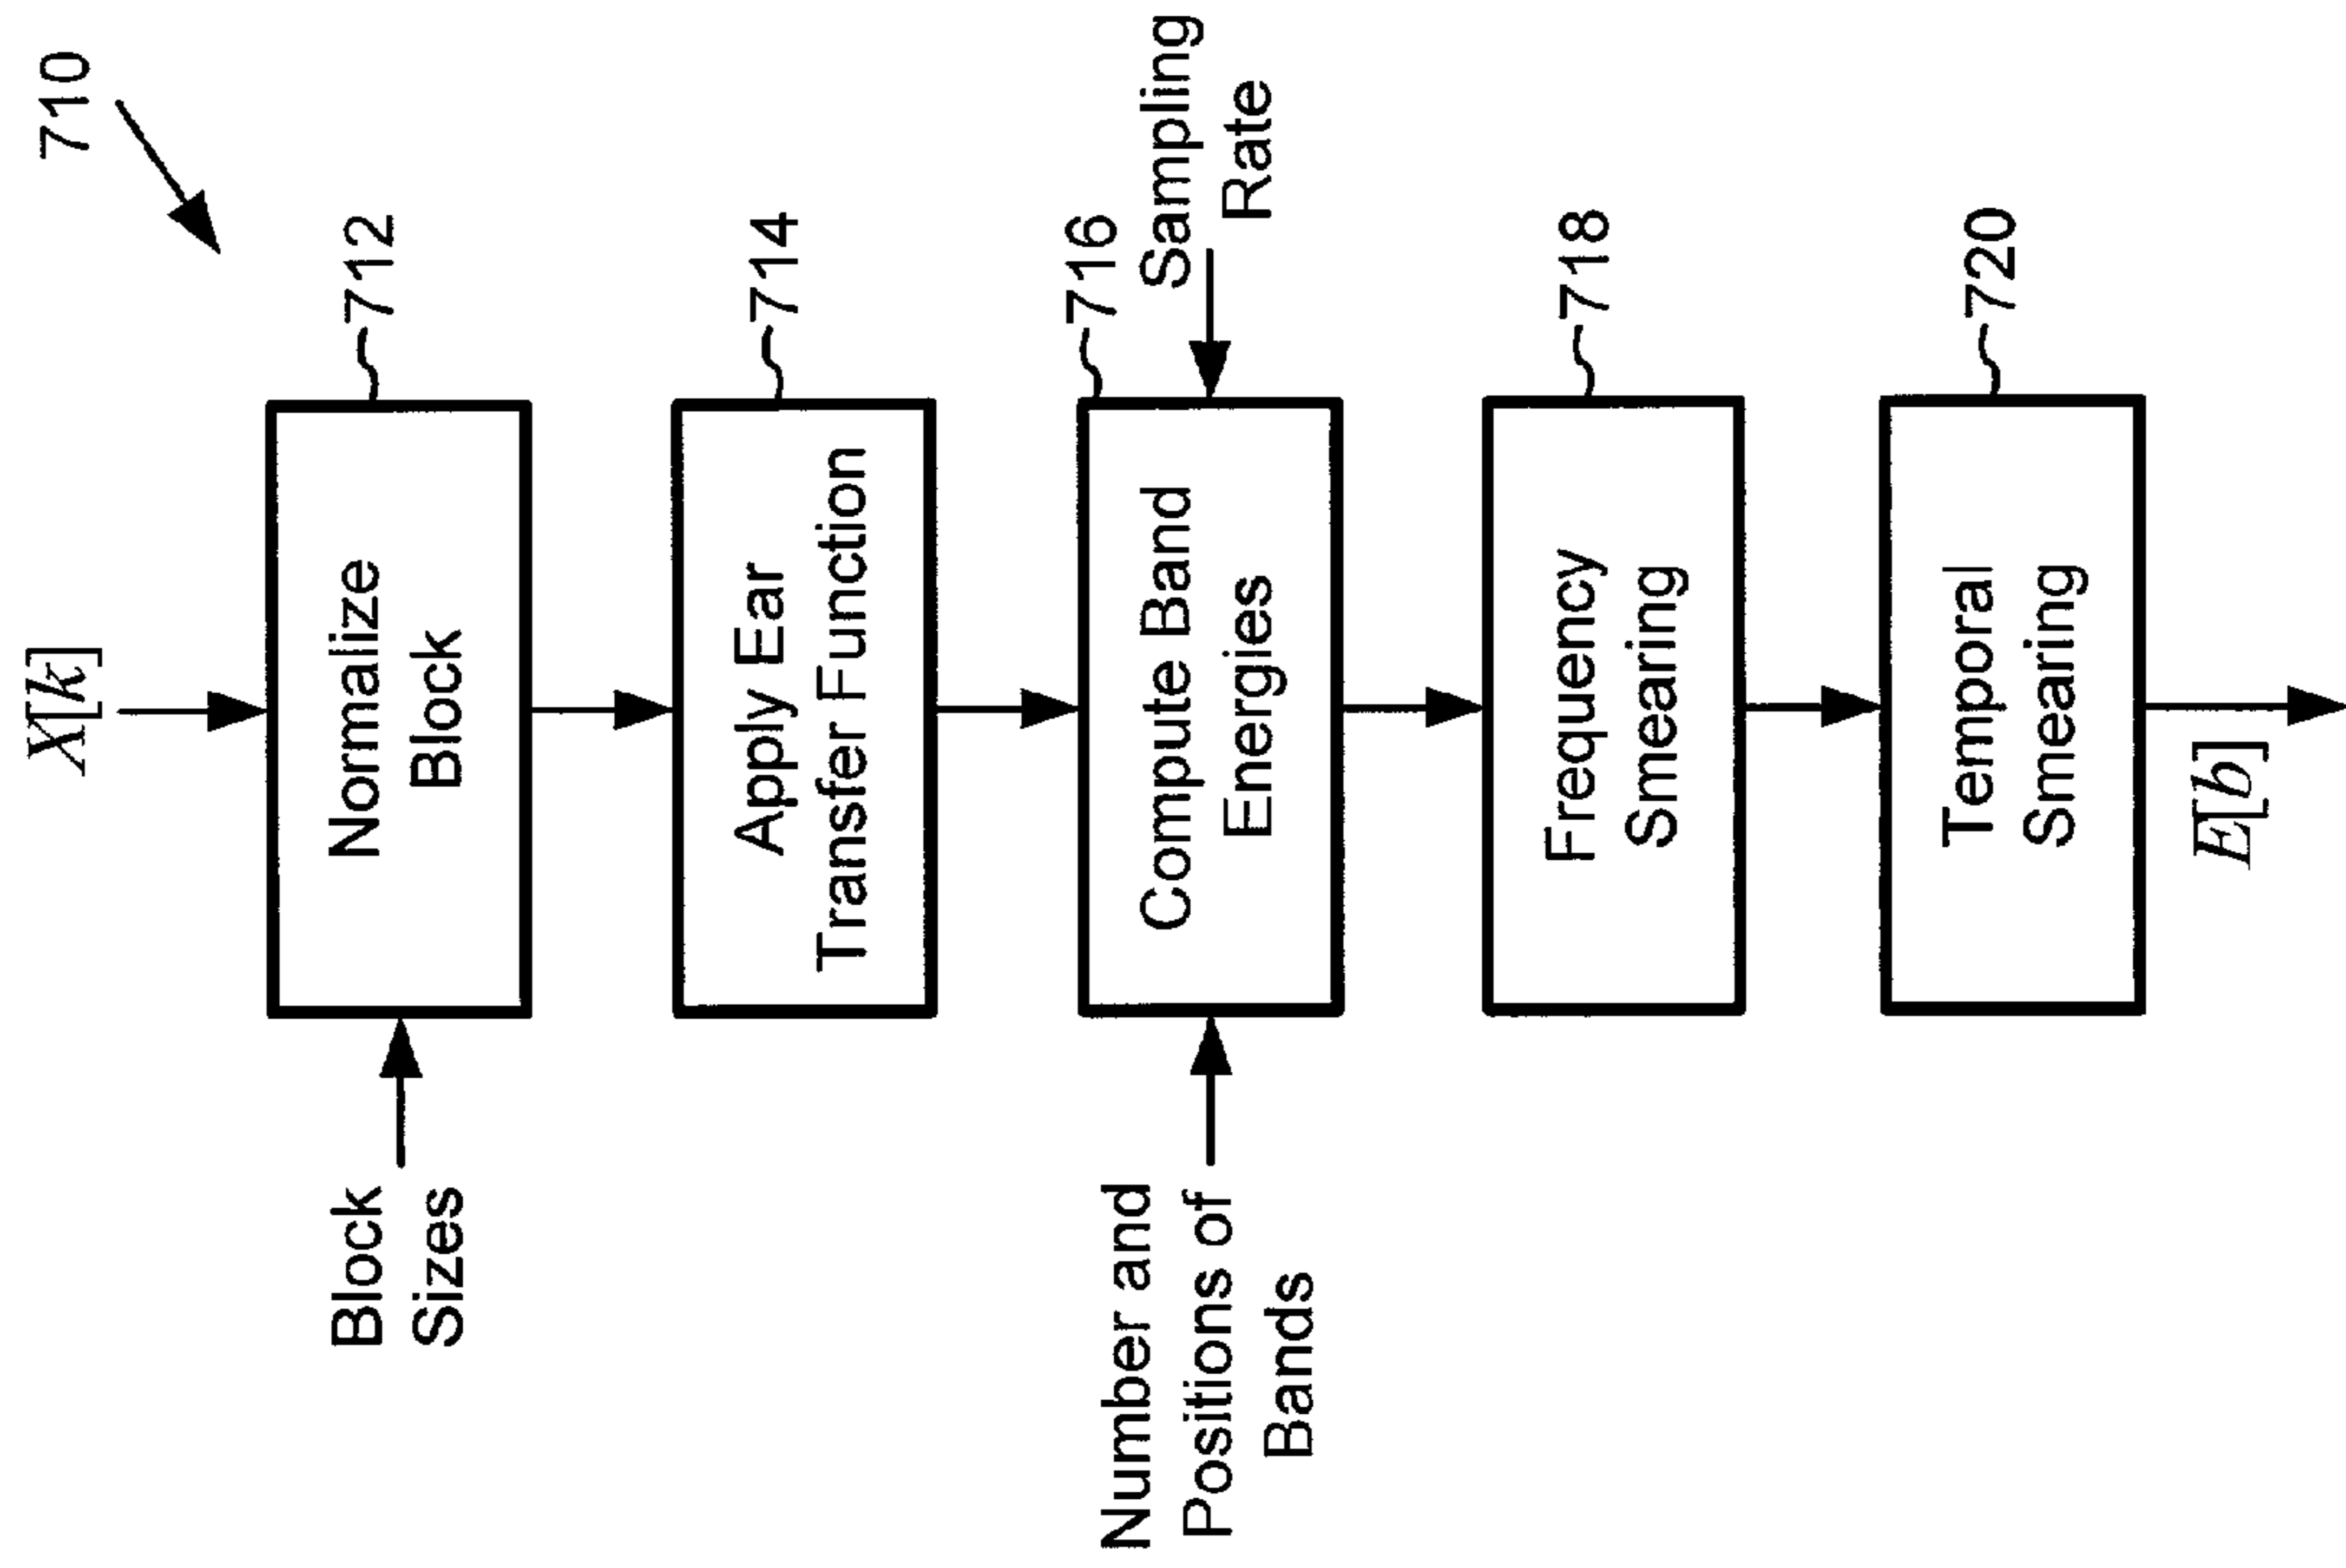 710
X[k]
Normalize
Block
712
Block
Sizes
Apply Ear
Transfer Function
714
Compute Band
Energies
716
Sampling
Rate
Number and
Positions of
Bands
Frequency
Smearing
718
Temporal
Smearing
720
E[b]